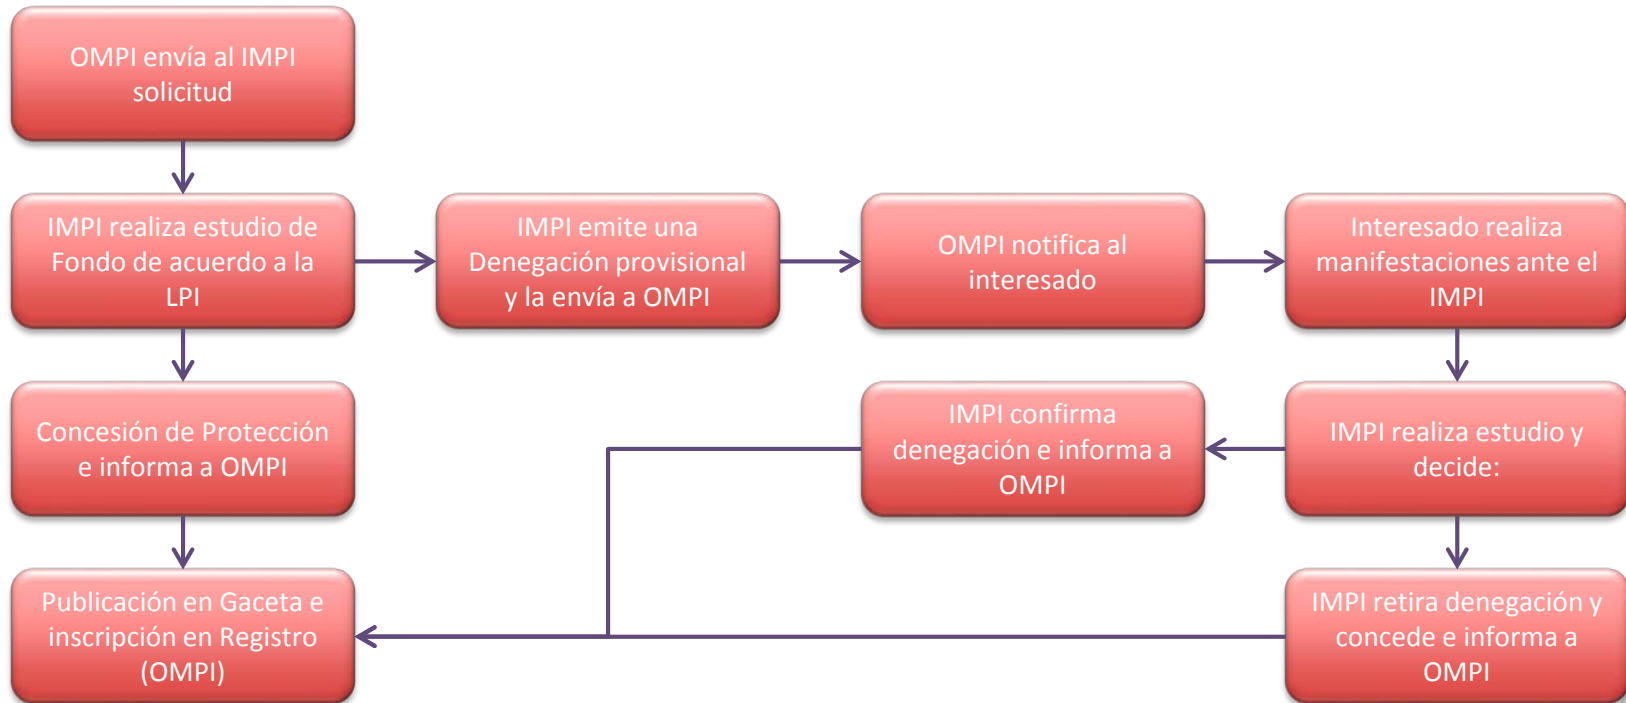 OMPI envía al IMPI
solicitud
IMPI realiza estudio de
Fondo de acuerdo a la
LPI
IMPI emite una
Denegación provisional
y la envía a OMPI
OMPI notifica al
interesado
Interesado realiza
manifestaciones ante el
IMPI
Concesión de Protección
e informa a OMPI
IMPI confirma
denegación e informa a
OMPI
IMPI realiza estudio y
decide:
Publicación en Gaceta e
inscripción en Registro
(OMPI)
IMPI retira denegación y
concede e informa a
OMPI